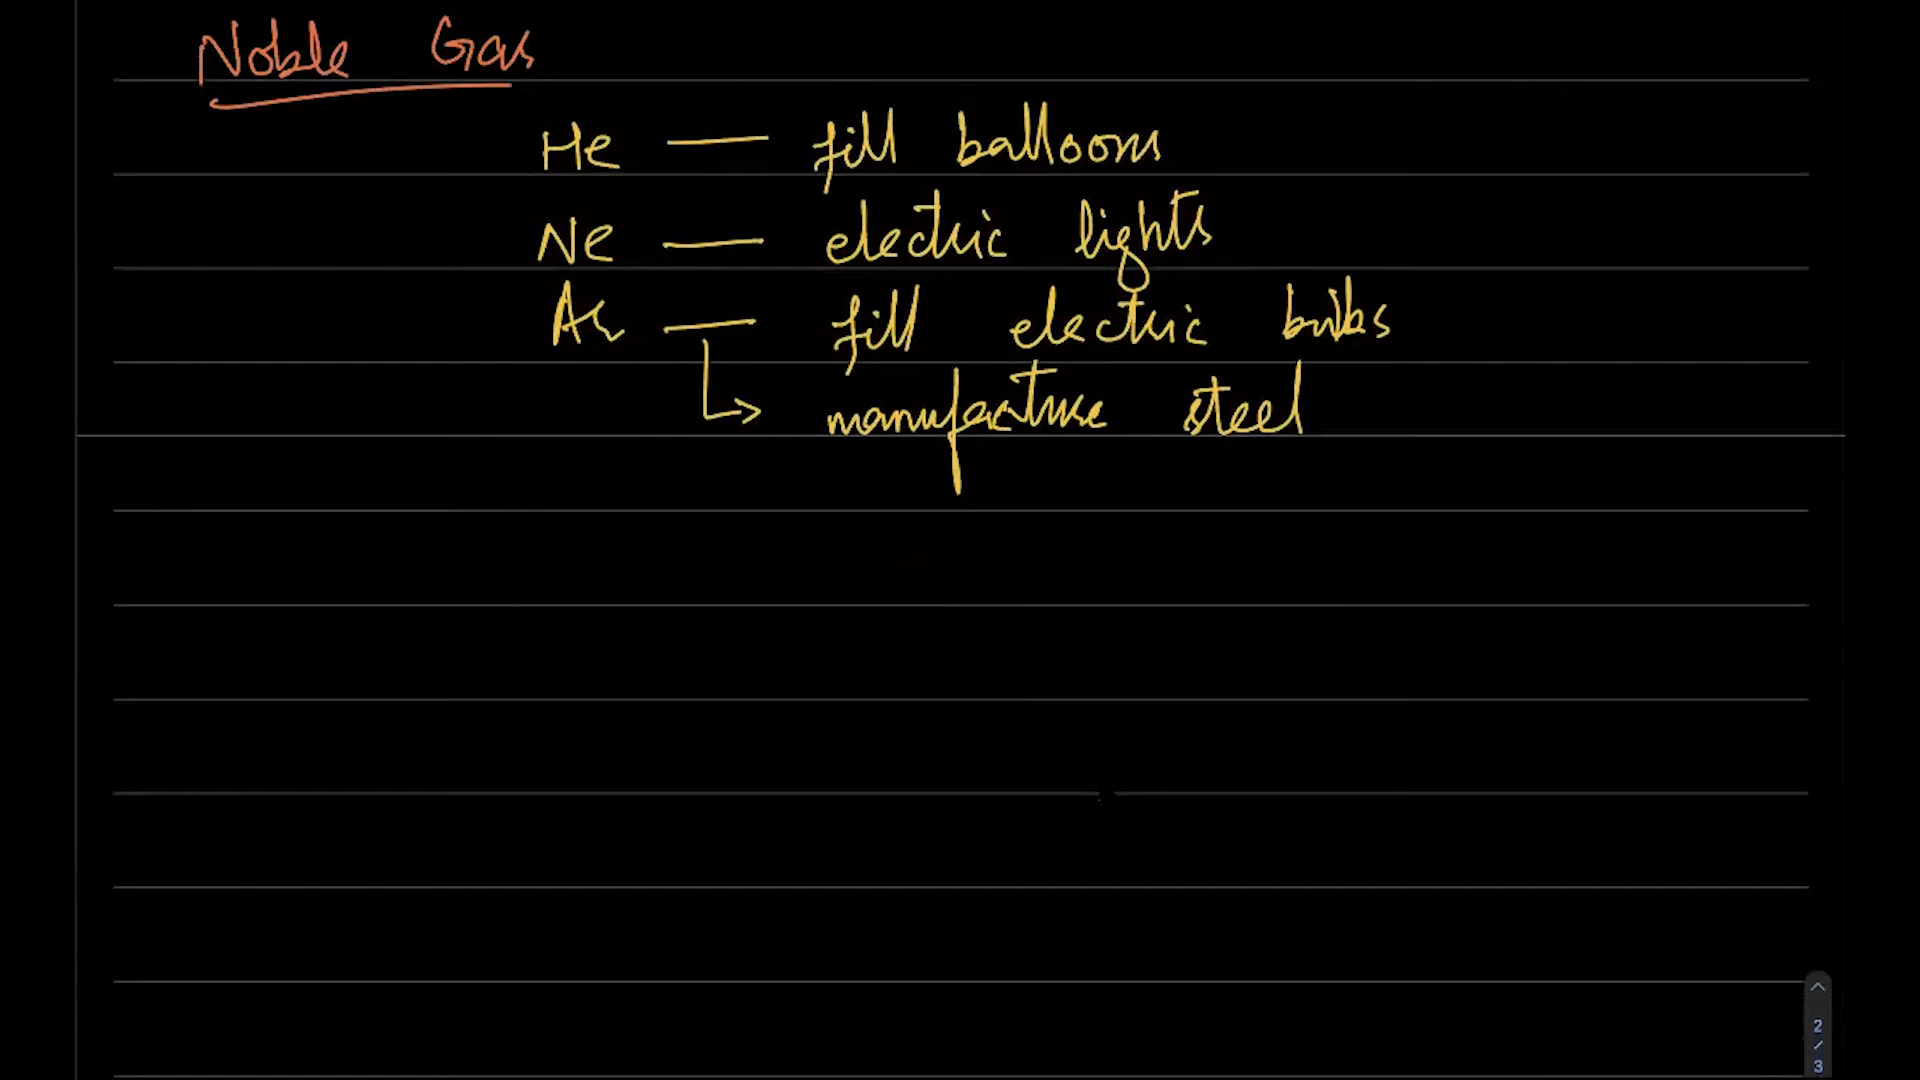 Noble Gas
He — fill balloons
Ne — electric lights
Ar — fill electric bulbs
↳ manufacture steel
2
/
3